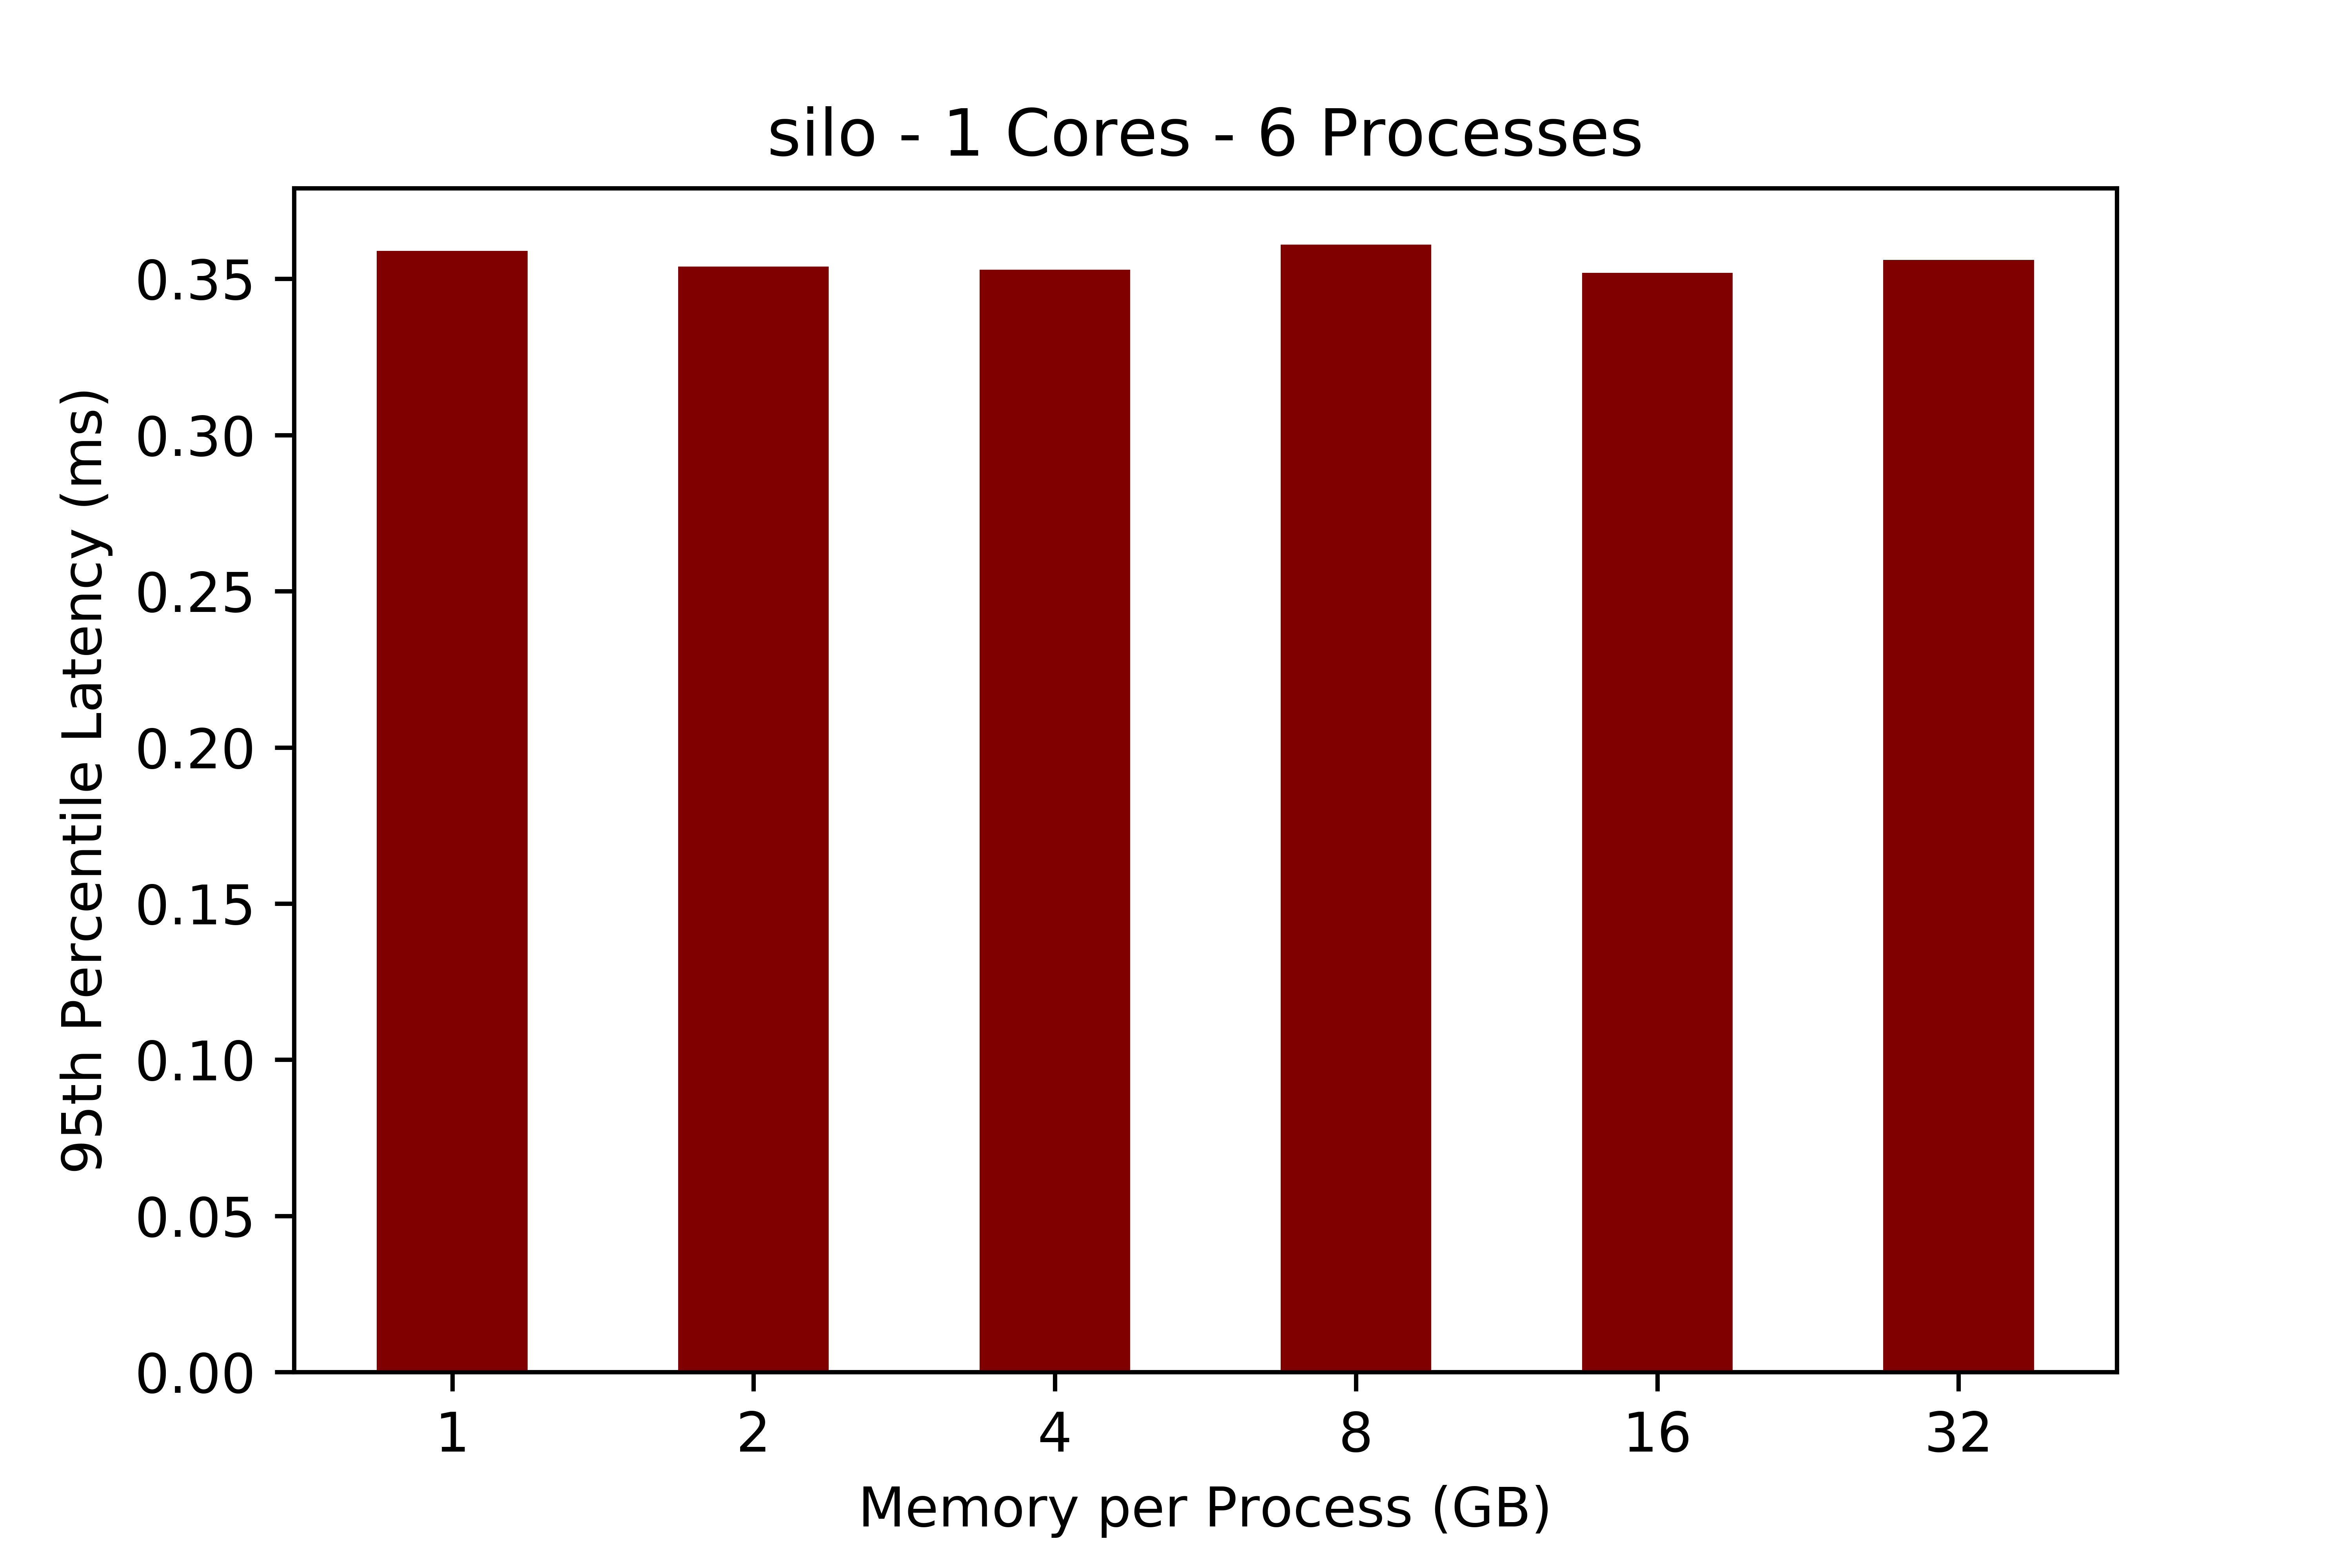 silo - 1 Cores - 6 Processes
95th Percentile Latency (ms)
0.35
0.30
0.25
0.20
0.15
0.10
0.05
0.00
1 2 4 8 16 32
Memory per Process (GB)